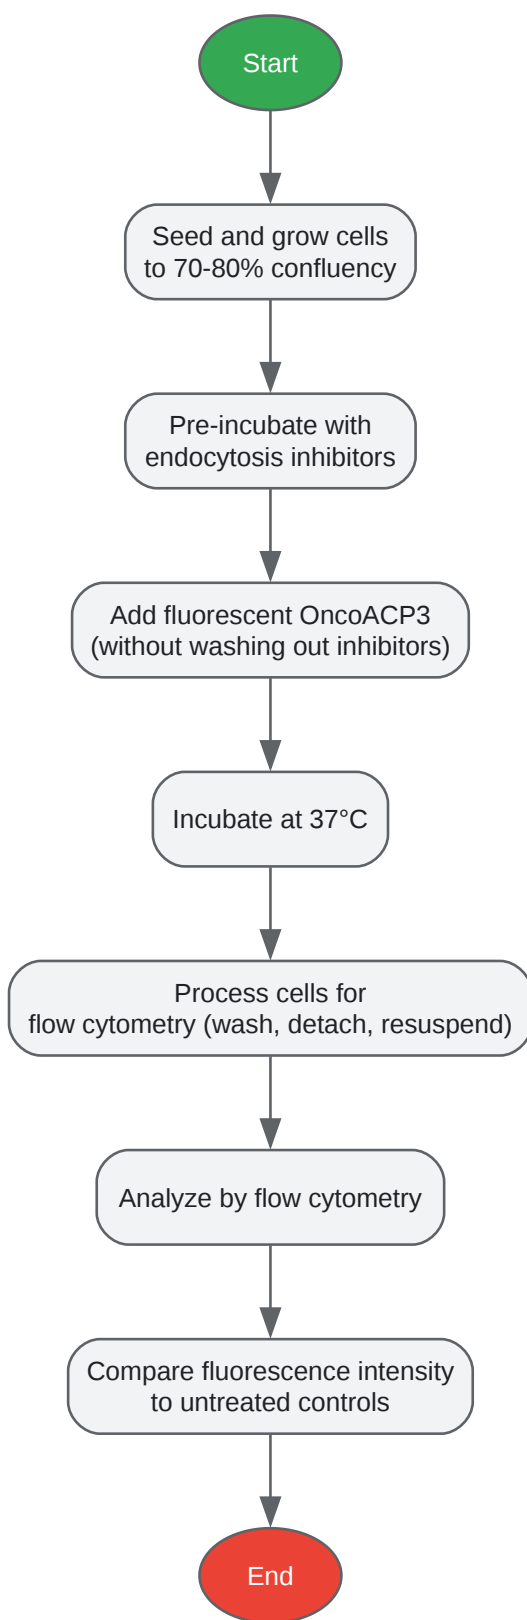 Start
Seed and grow cells
to 70-80% confluency
Pre-incubate with
endocytosis inhibitors
Add fluorescent OncoACP3
(without washing out inhibitors)
Incubate at 37°C
Process cells for
flow cytometry (wash, detach, resuspend)
Analyze by flow cytometry
Compare fluorescence intensity
to untreated controls
End